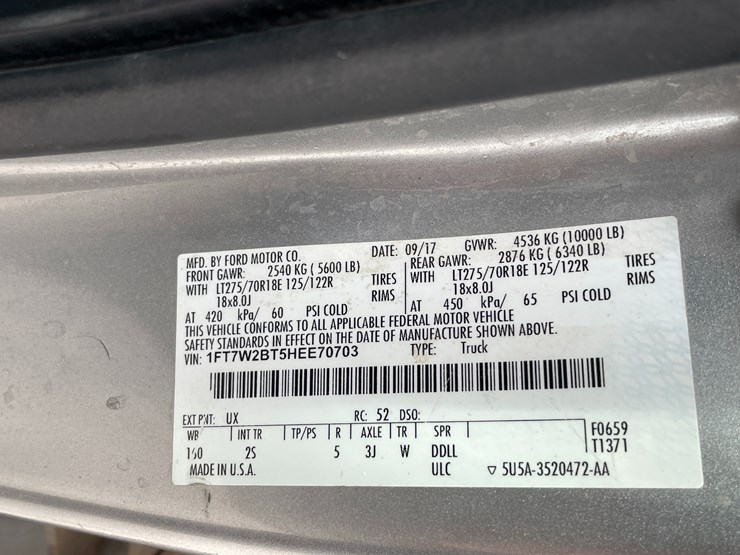 MFD. BY FORD MOTOR CO. DATE: 09/17 GVWR: 4536 KG (10000 LB)
FRONT GAWR: 2540 KG ( 5600 LB) REAR GAWR: 2876 KG ( 6340 LB)
WITH LT275/70R18E 125/122R TIRES WITH LT275/70R18E 125/122R TIRES
18x8.0J RIMS 18x8.0J RIMS
AT 420 kPa/ 60 PSI COLD AT 450 kPa/ 65 PSI COLD
THIS VEHICLE CONFORMS TO ALL APPLICABLE FEDERAL MOTOR VEHICLE
SAFETY STANDARDS IN EFFECT ON THE DATE OF MANUFACTURE SHOWN ABOVE.
VIN: 1FT7W2BT5HEE70703 TYPE: Truck
EXT PNT: UX RC: 52 DSO:
WB INT TR TP/PS R AXLE TR SPR F0659
160 2S 5 3J W DDLL T1371
MADE IN U.S.A. ULC ▽ 5U5A-3520472-AA